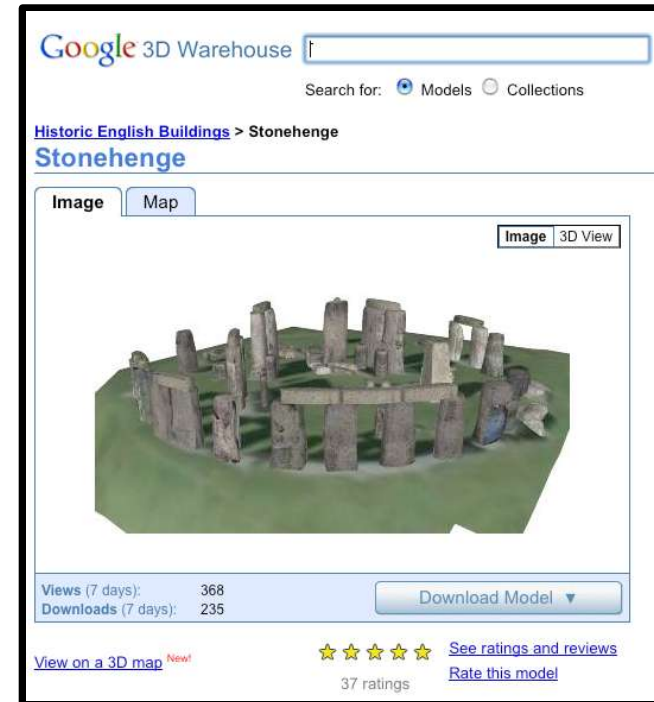 Google 3D Warehouse
Search for: Models Collections
Historic English Buildings > Stonehenge
Stonehenge
Image Map
Image 3D View
Views (7 days): 368
Downloads (7 days): 235
Download Model ▼
View on a 3D map New!
See ratings and reviews
37 ratings
Rate this model